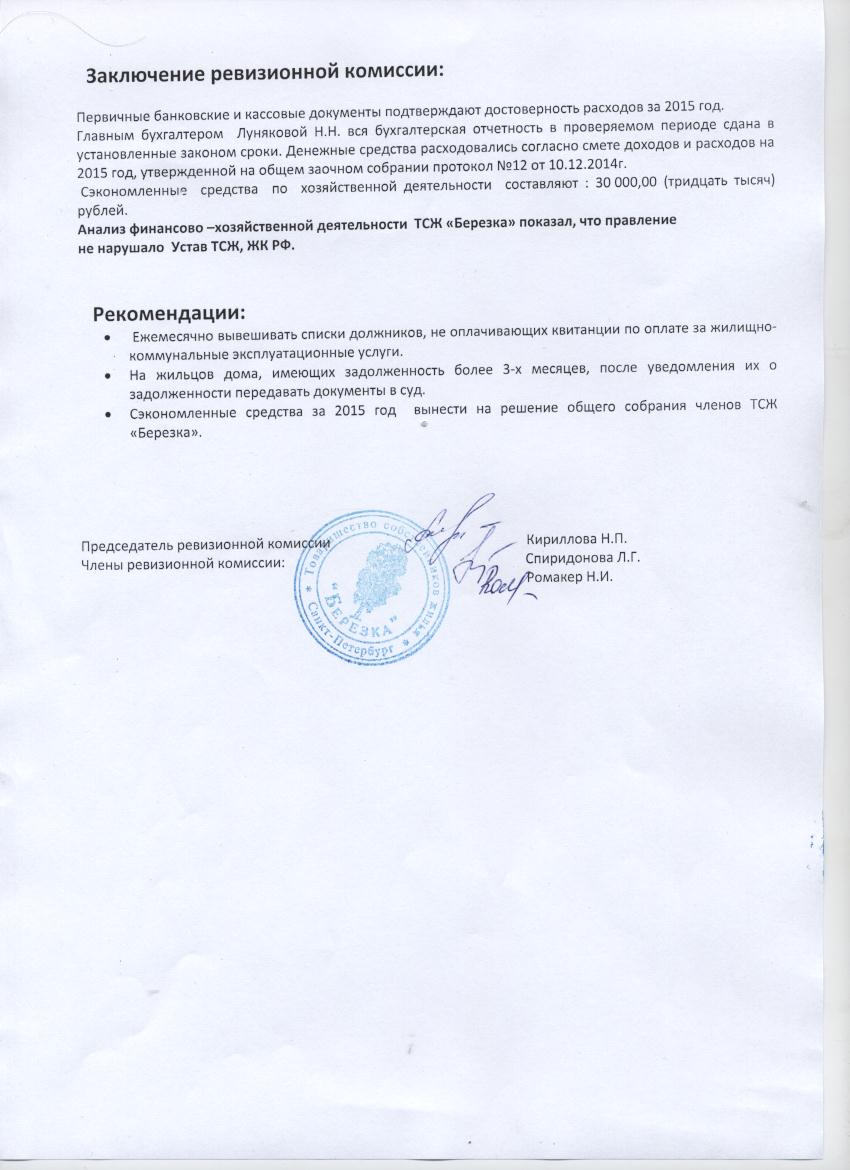 Заключение ревизионной комиссии:
Первичные банковские и кассовые документы подтверждают достоверность расходов за 2015 год.
Главным бухгалтером Луняковой Н.Н. вся бухгалтерская отчетность в проверяемом периоде сдана в
установленные законом сроки. Денежные средства расходовались согласно смете доходов и расходов на
2015 год, утвержденной на общем заочном собрании протокол №12 от 10.12.2014г.
Сэкономленные средства по хозяйственной деятельности составляют : 30 000,00 (тридцать тысяч)
рублей.
Анализ финансово –хозяйственной деятельности ТСЖ «Березка» показал, что правление
не нарушало Устав ТСЖ, ЖК РФ.
Рекомендации:
• Ежемесячно вывешивать списки должников, не оплачивающих квитанции по оплате за жилищно-
коммунальные эксплуатационные услуги.
• На жильцов дома, имеющих задолженность более 3-х месяцев, после уведомления их о
задолженности передавать документы в суд.
• Сэкономленные средства за 2015 год вынести на решение общего собрания членов ТСЖ
«Березка».
Председатель ревизионной комиссии Кириллова Н.П.
Члены ревизионной комиссии: Спиридонова Л.Г.
Ромакер Н.И.
* Товарищество собственников жилья *
Санкт-Петербург
"БЕРЕЗКА"